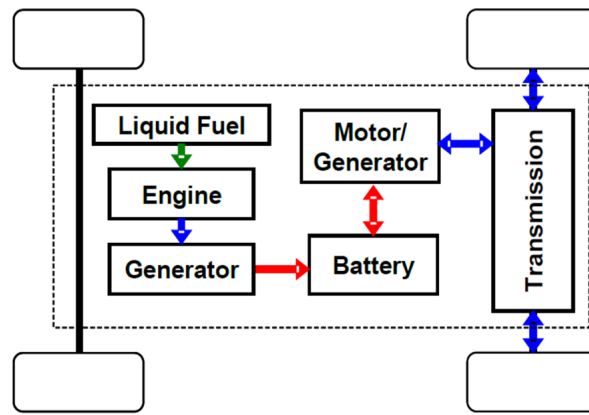 Liquid Fuel
Engine
Generator
Motor/
Generator
Battery
Transmission